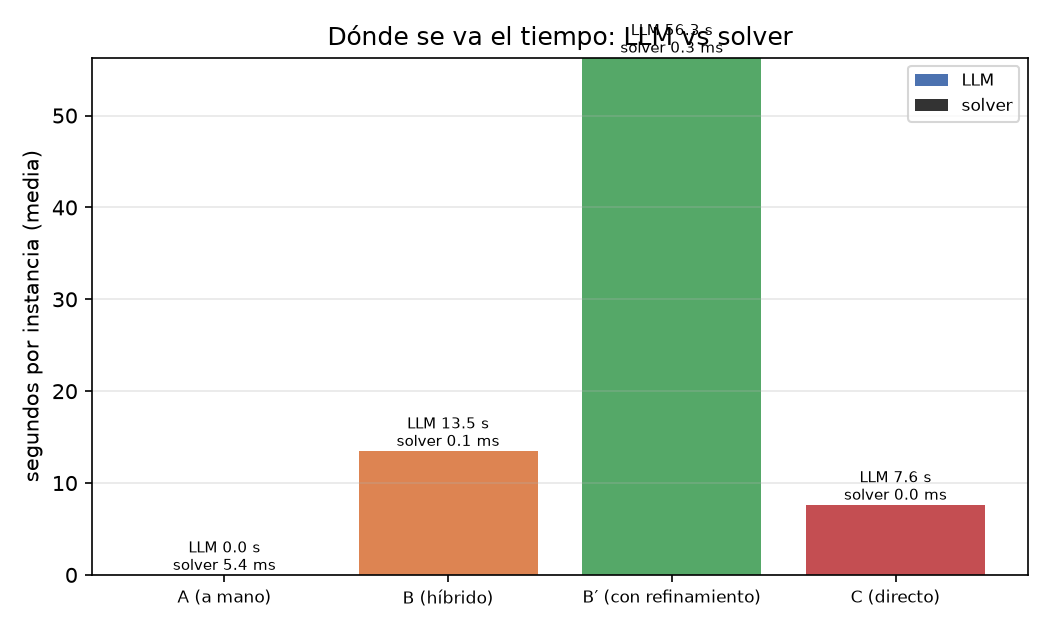 Dónde se va el tiempo: LLM vs solver
LLM 56.3 s
solver 0.3 ms
LLM
solver
segundos por instancia (media)
50
40
30
20
10
0
LLM 13.5 s
solver 0.1 ms
LLM 7.6 s
solver 0.0 ms
LLM 0.0 s
solver 5.4 ms
A (a mano)
B (híbrido)
B′ (con refinamiento)
C (directo)